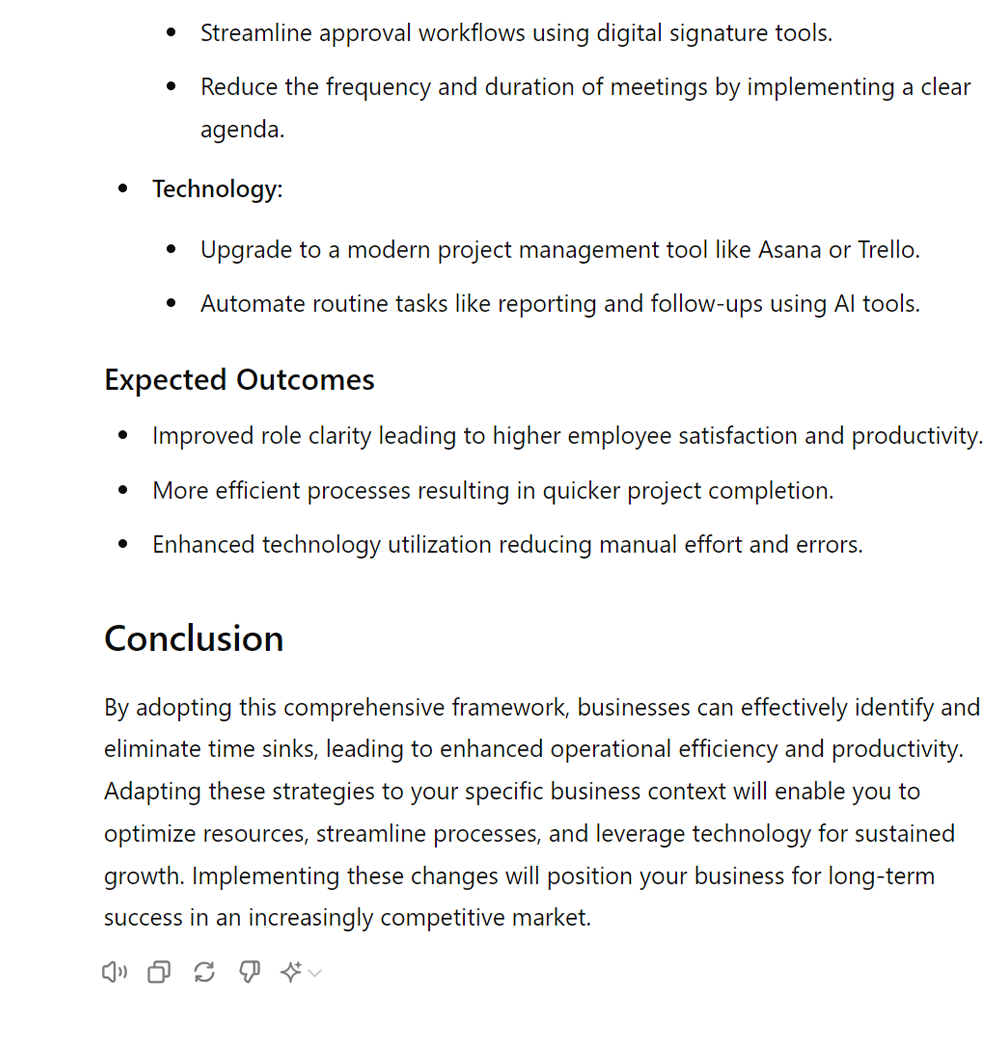 Streamline approval workflows using digital signature tools.
Reduce the frequency and duration of meetings by implementing a clear
agenda.
Technology:
Upgrade to a modern project management tool like Asana or Trello.
Automate routine tasks like reporting and follow-ups using AI tools.
Expected Outcomes
Improved role clarity leading to higher employee satisfaction and productivity.
More efficient processes resulting in quicker project completion.
Enhanced technology utilization reducing manual effort and errors.
Conclusion
By adopting this comprehensive framework, businesses can effectively identify and
eliminate time sinks, leading to enhanced operational efficiency and productivity.
Adapting these strategies to your specific business context will enable you to
optimize resources, streamline processes, and leverage technology for sustained
growth. Implementing these changes will position your business for long-term
success in an increasingly competitive market.